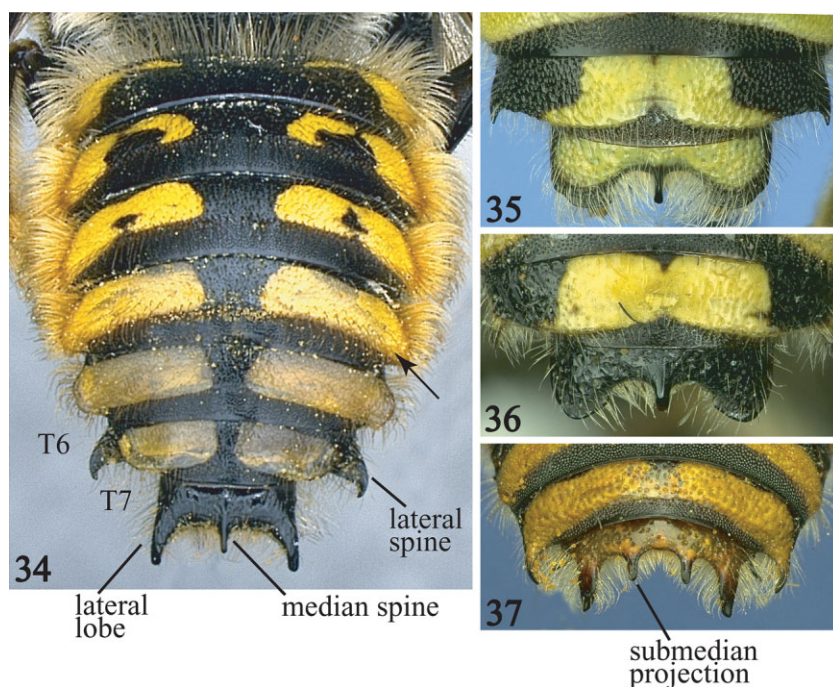 T6
T7
34
lateral
lobe
median spine
lateral
spine
35
36
37
submedian
projection